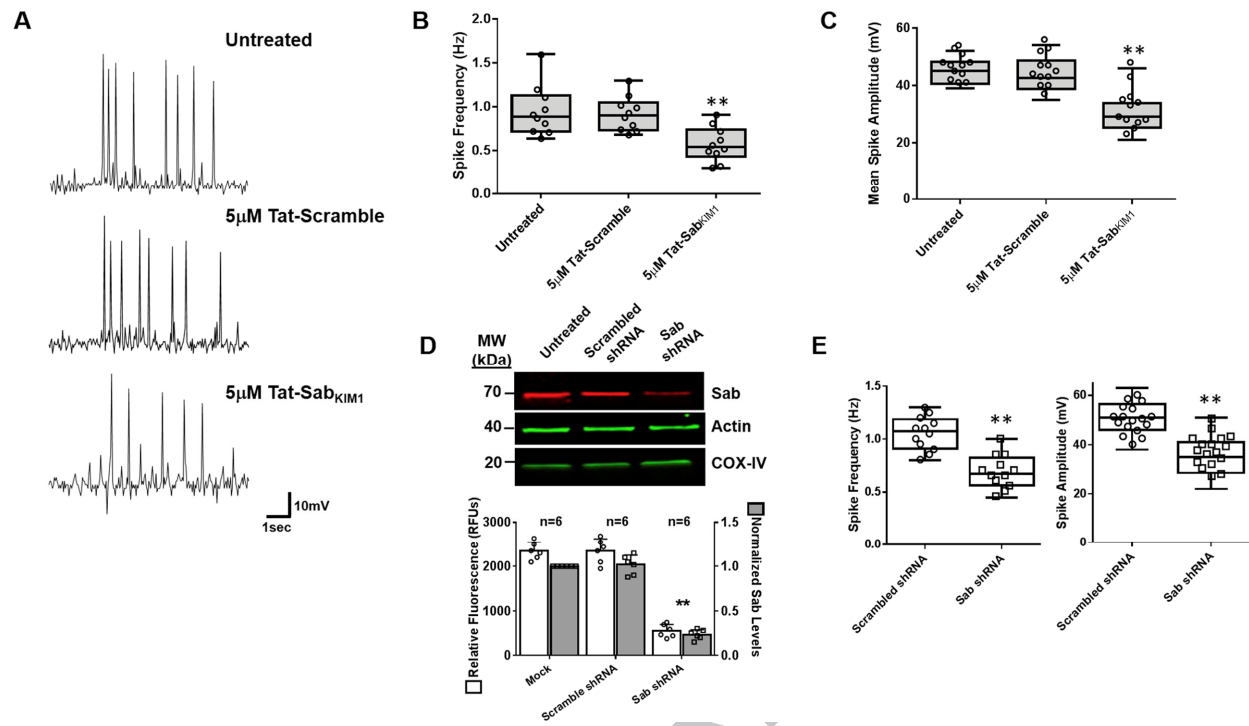 A
Untreated
5µM Tat-Scramble
5µM Tat-SabKIM1
10mV
1sec
B
Spike Frequency (Hz)
2.0
1.5
1.0
0.5
0.0
**
Untreated
5µM Tat-Scramble
5µM Tat-SabKIM1
C
Mean Spike Amplitude (mV)
60
40
20
0
**
Untreated
5µM Tat-Scramble
5µM Tat-SabKIM1
D
MW
(kDa)
Untreated
Scrambled
shRNA
Sab
shRNA
70
Sab
40
Actin
20
COX-IV
Relative Fluorescence (RFUs)
3000
2000
1000
0
n=6
n=6
n=6
**
1.5
1.0
0.5
0.0
Normalized Sab Levels
Mock
Scramble shRNA
Sab shRNA
E
Spike Frequency (Hz)
1.5
1.0
0.5
0.0
**
Scrambled shRNA
Sab shRNA
Spike Amplitude (mV)
60
40
20
0
**
Scrambled shRNA
Sab shRNA